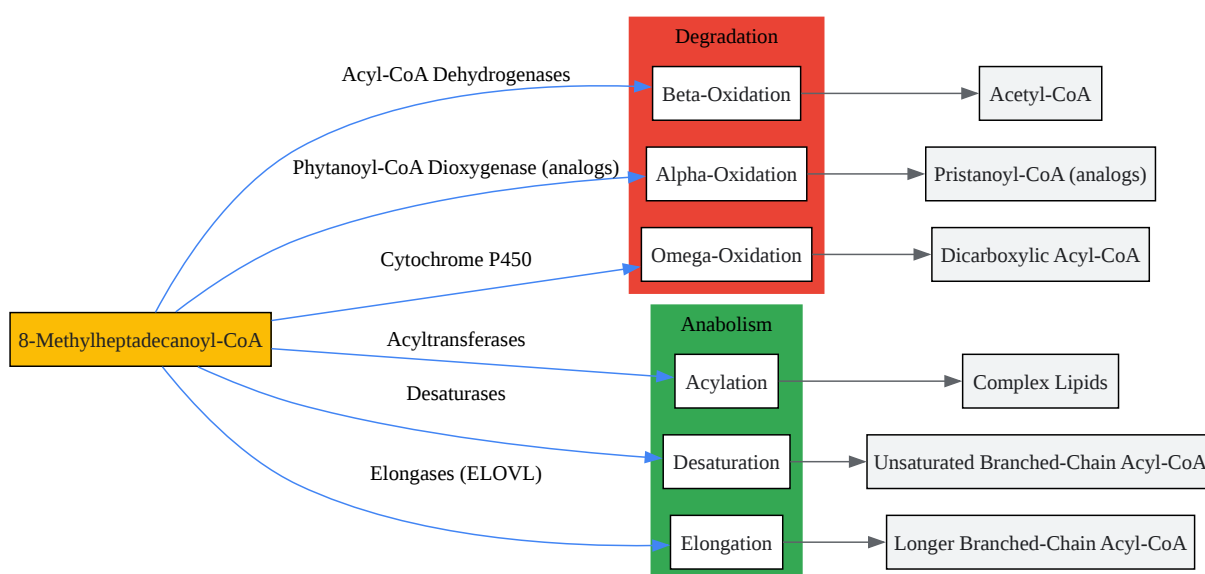 Degradation
Acyl-CoA Dehydrogenases
Beta-Oxidation
Acetyl-CoA
Phytanoyl-CoA Dioxygenase (analogs)
Alpha-Oxidation
Pristanoyl-CoA (analogs)
Cytochrome P450
Omega-Oxidation
Dicarboxylic Acyl-CoA
8-Methylheptadecanoyl-CoA
Anabolism
Acyltransferases
Acylation
Complex Lipids
Desaturases
Desaturation
Unsaturated Branched-Chain Acyl-CoA
Elongases (ELOVL)
Elongation
Longer Branched-Chain Acyl-CoA